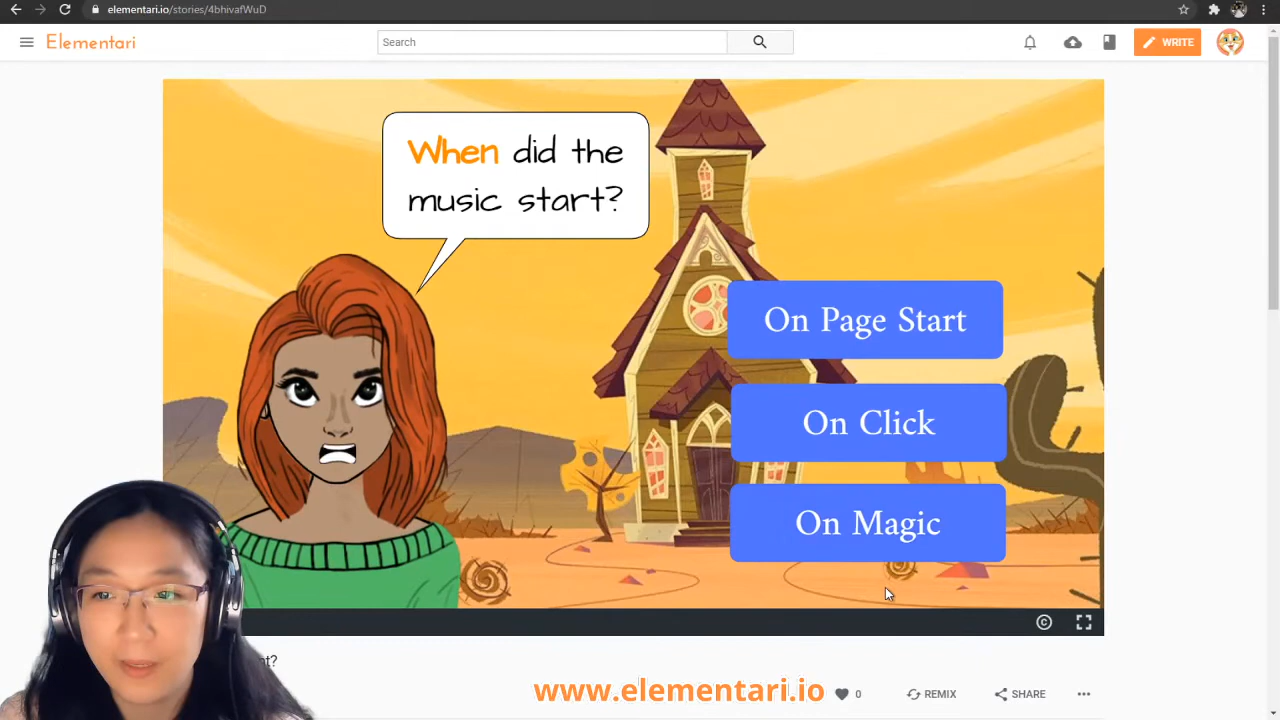 elementari.io/stories/4bhivafWuD
Elementari
Search
WRITE
When did the
music start?
On Page Start
On Click
On Magic
©
www.elementari.io
0
REMIX
SHARE